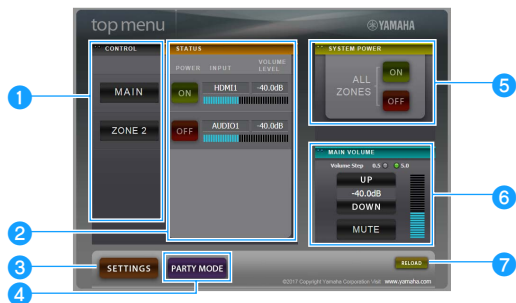 top menu
YAMAHA
CONTROL
STATUS
SYSTEM POWER
POWER INPUT VOLUME LEVEL
MAIN
ON HDMI1 -40.0dB
ZONE 2
OFF AUDIO1 -40.0dB
ALL ZONES
ON
OFF
MAIN VOLUME
Volume Step 0.5 5.0
UP
-40.0dB
DOWN
MUTE
SETTINGS
PARTY MODE
RELOAD
©2017 Copyright Yamaha Corporation Visit www.yamaha.com
1
2
3
4
5
6
7